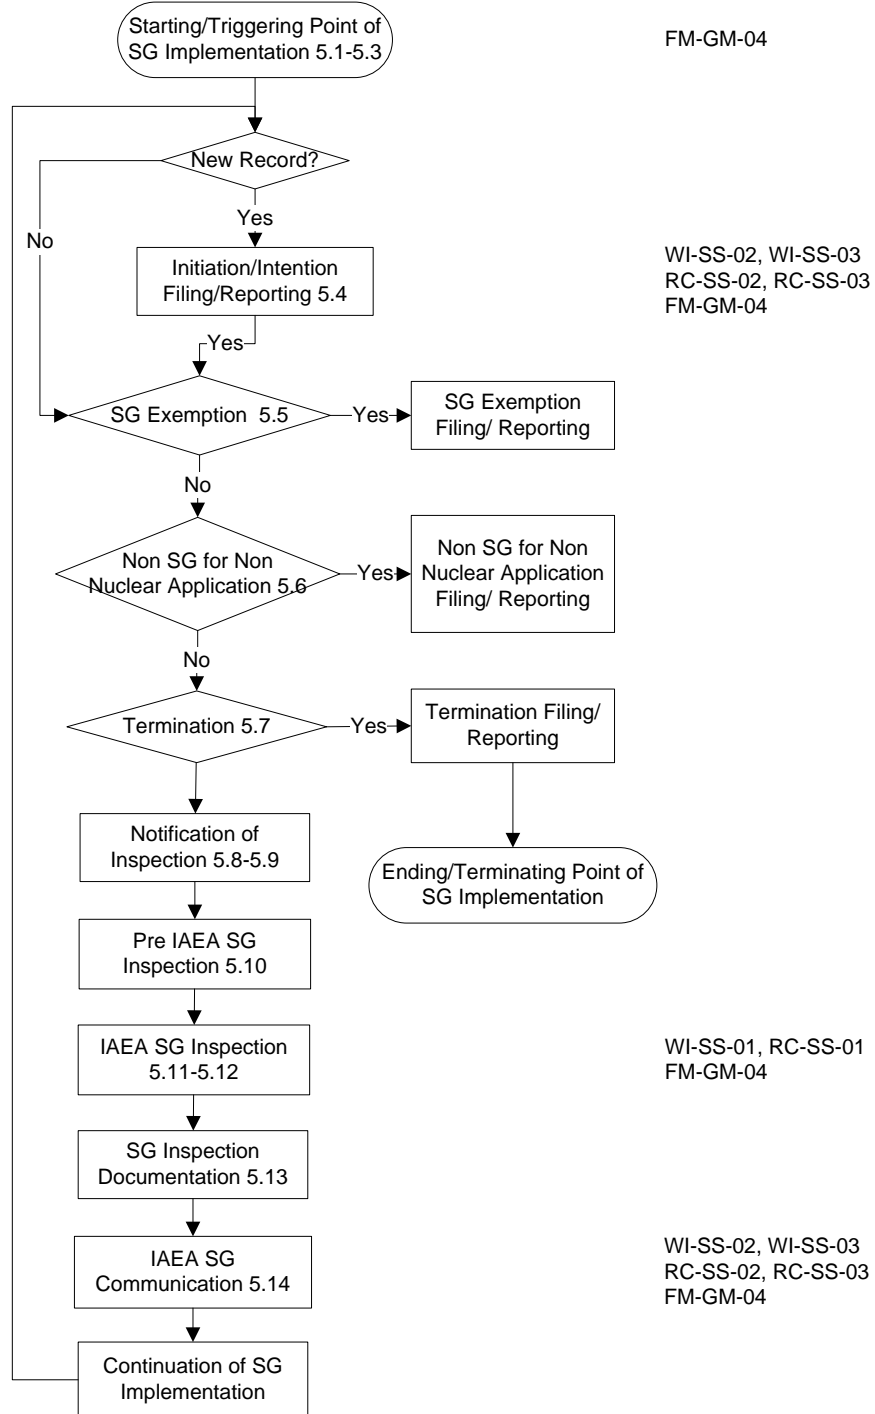 Starting/Triggering Point of
SG Implementation 5.1-5.3
FM-GM-04
New Record?
Yes
No
Initiation/Intention
Filing/Reporting 5.4
WI-SS-02, WI-SS-03
RC-SS-02, RC-SS-03
FM-GM-04
Yes
SG Exemption 5.5
Yes
SG Exemption
Filing/ Reporting
No
Non SG for Non
Nuclear Application 5.6
Yes
Non SG for Non
Nuclear Application
Filing/ Reporting
No
Termination 5.7
Yes
Termination Filing/
Reporting
Notification of
Inspection 5.8-5.9
Ending/Terminating Point of
SG Implementation
Pre IAEA SG
Inspection 5.10
IAEA SG Inspection
5.11-5.12
WI-SS-01, RC-SS-01
FM-GM-04
SG Inspection
Documentation 5.13
IAEA SG
Communication 5.14
WI-SS-02, WI-SS-03
RC-SS-02, RC-SS-03
FM-GM-04
Continuation of SG
Implementation